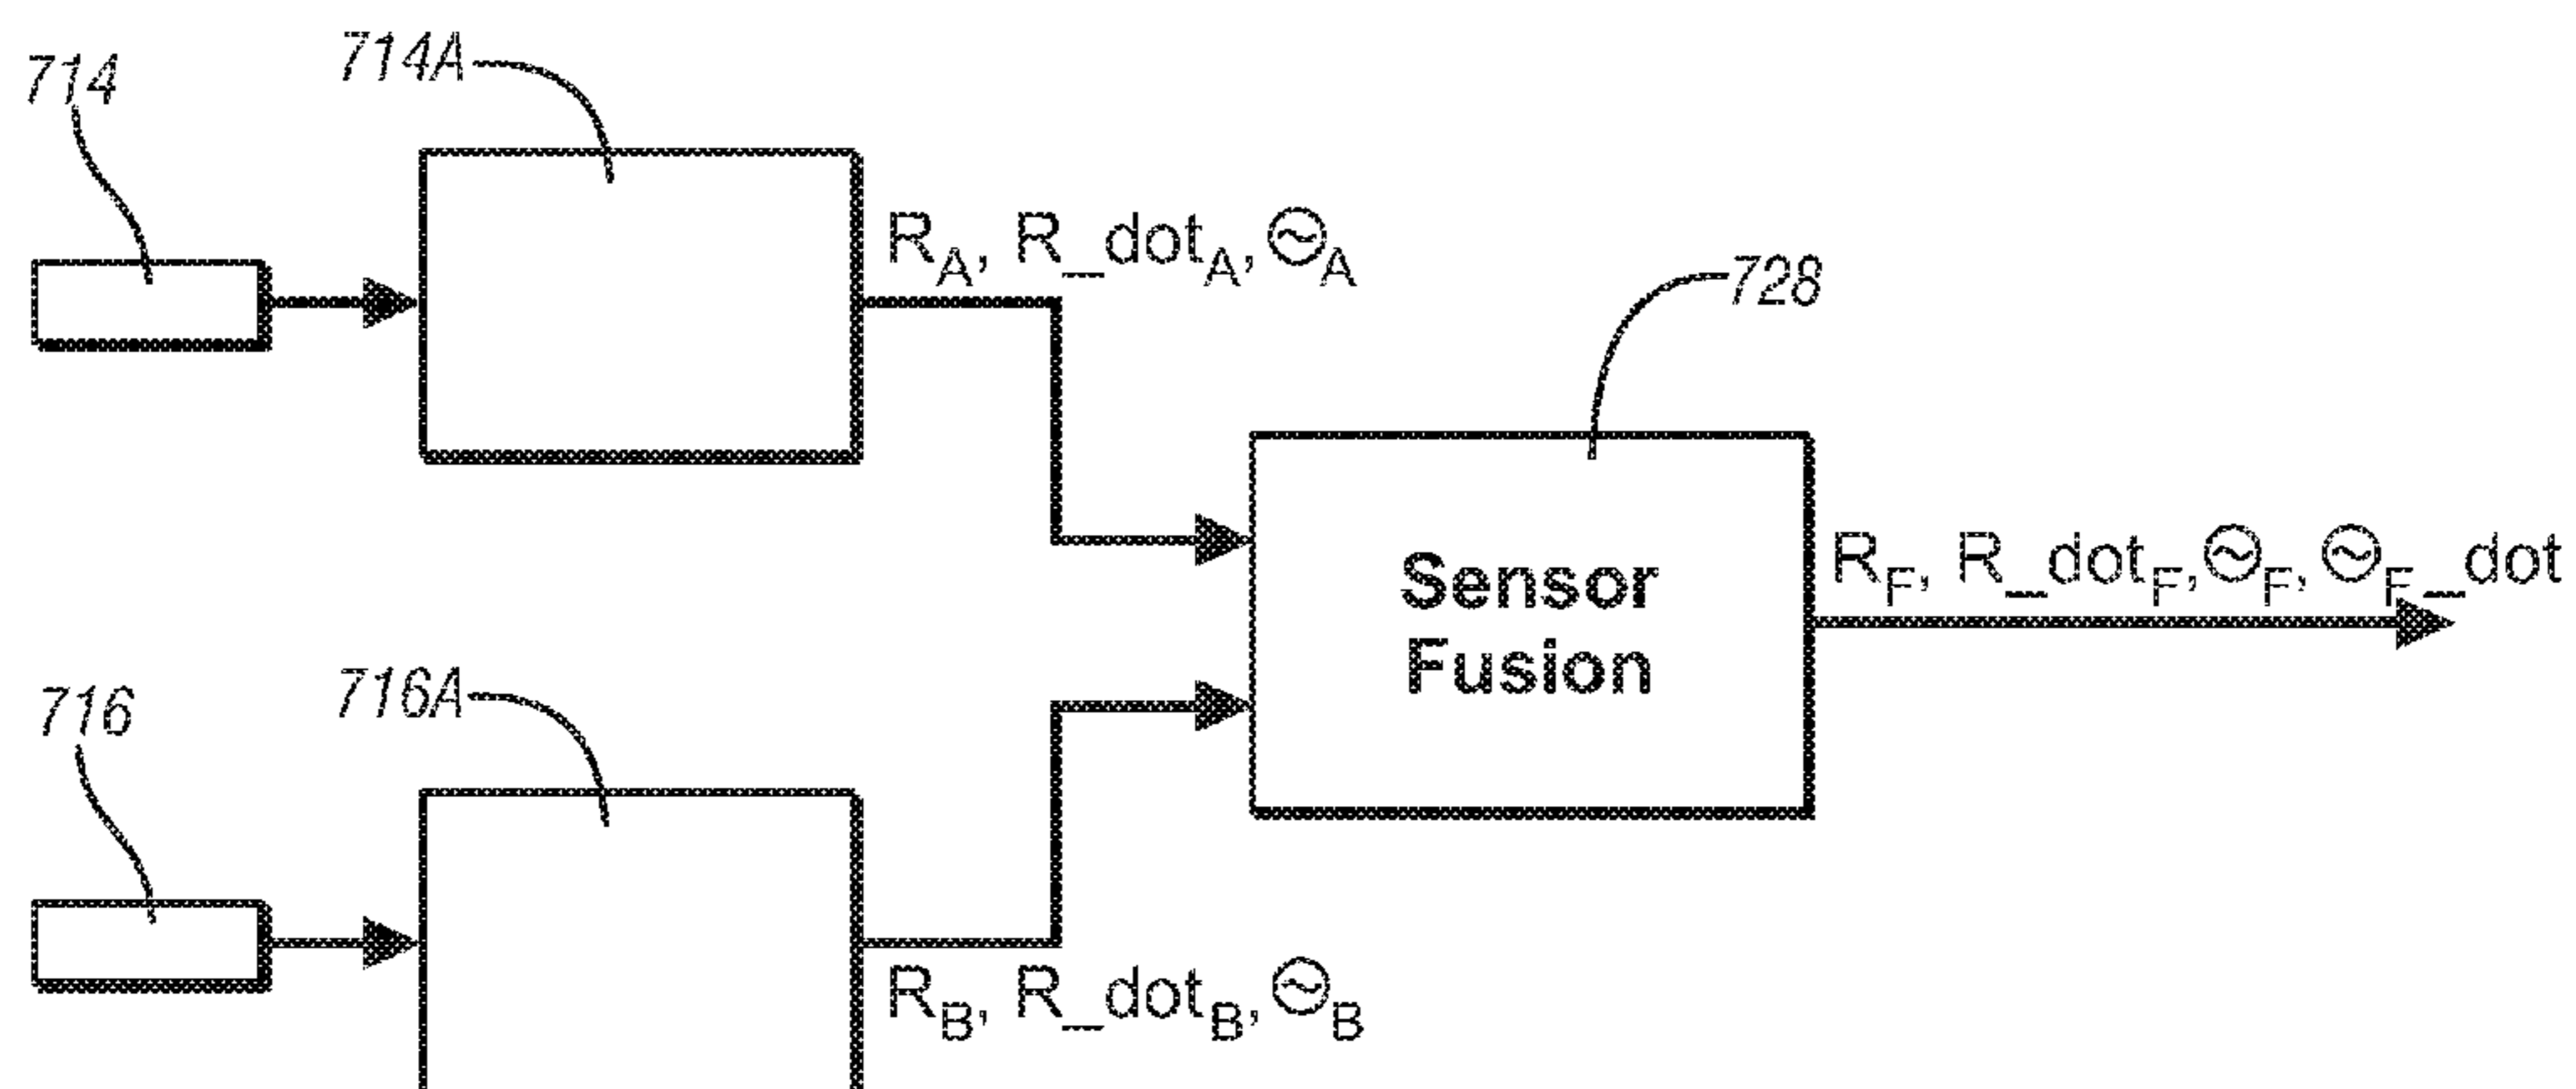 714
714A
R_A, R_dot_A, Θ_A
728
Sensor
Fusion
R_F, R_dot_F, Θ_F, Θ_F_dot
716
716A
R_B, R_dot_B, Θ_B